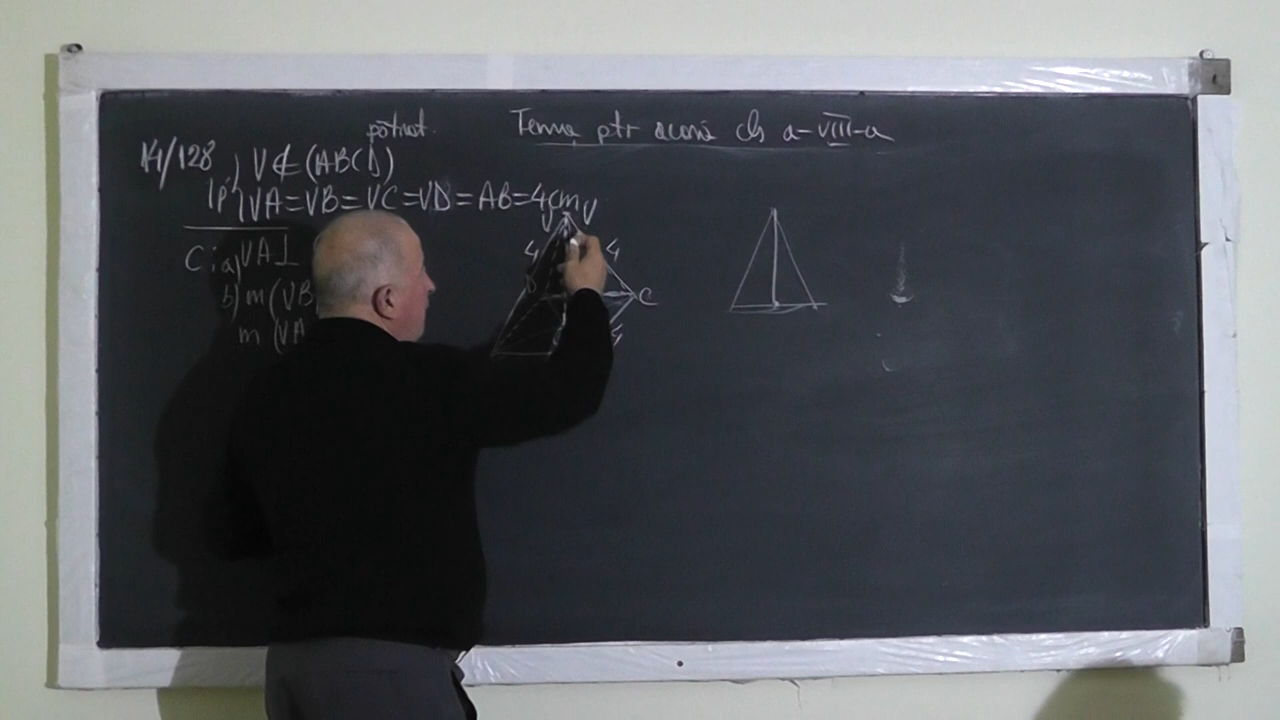 Temă ptr acasă cls a-VIII-a
pătrat.
14/128 V ∉ (ABCD)
Ip. VA=VB=VC=VD=AB=4cm
C: a) VA⊥
b) m(VB
m(VA
V
4 4
C